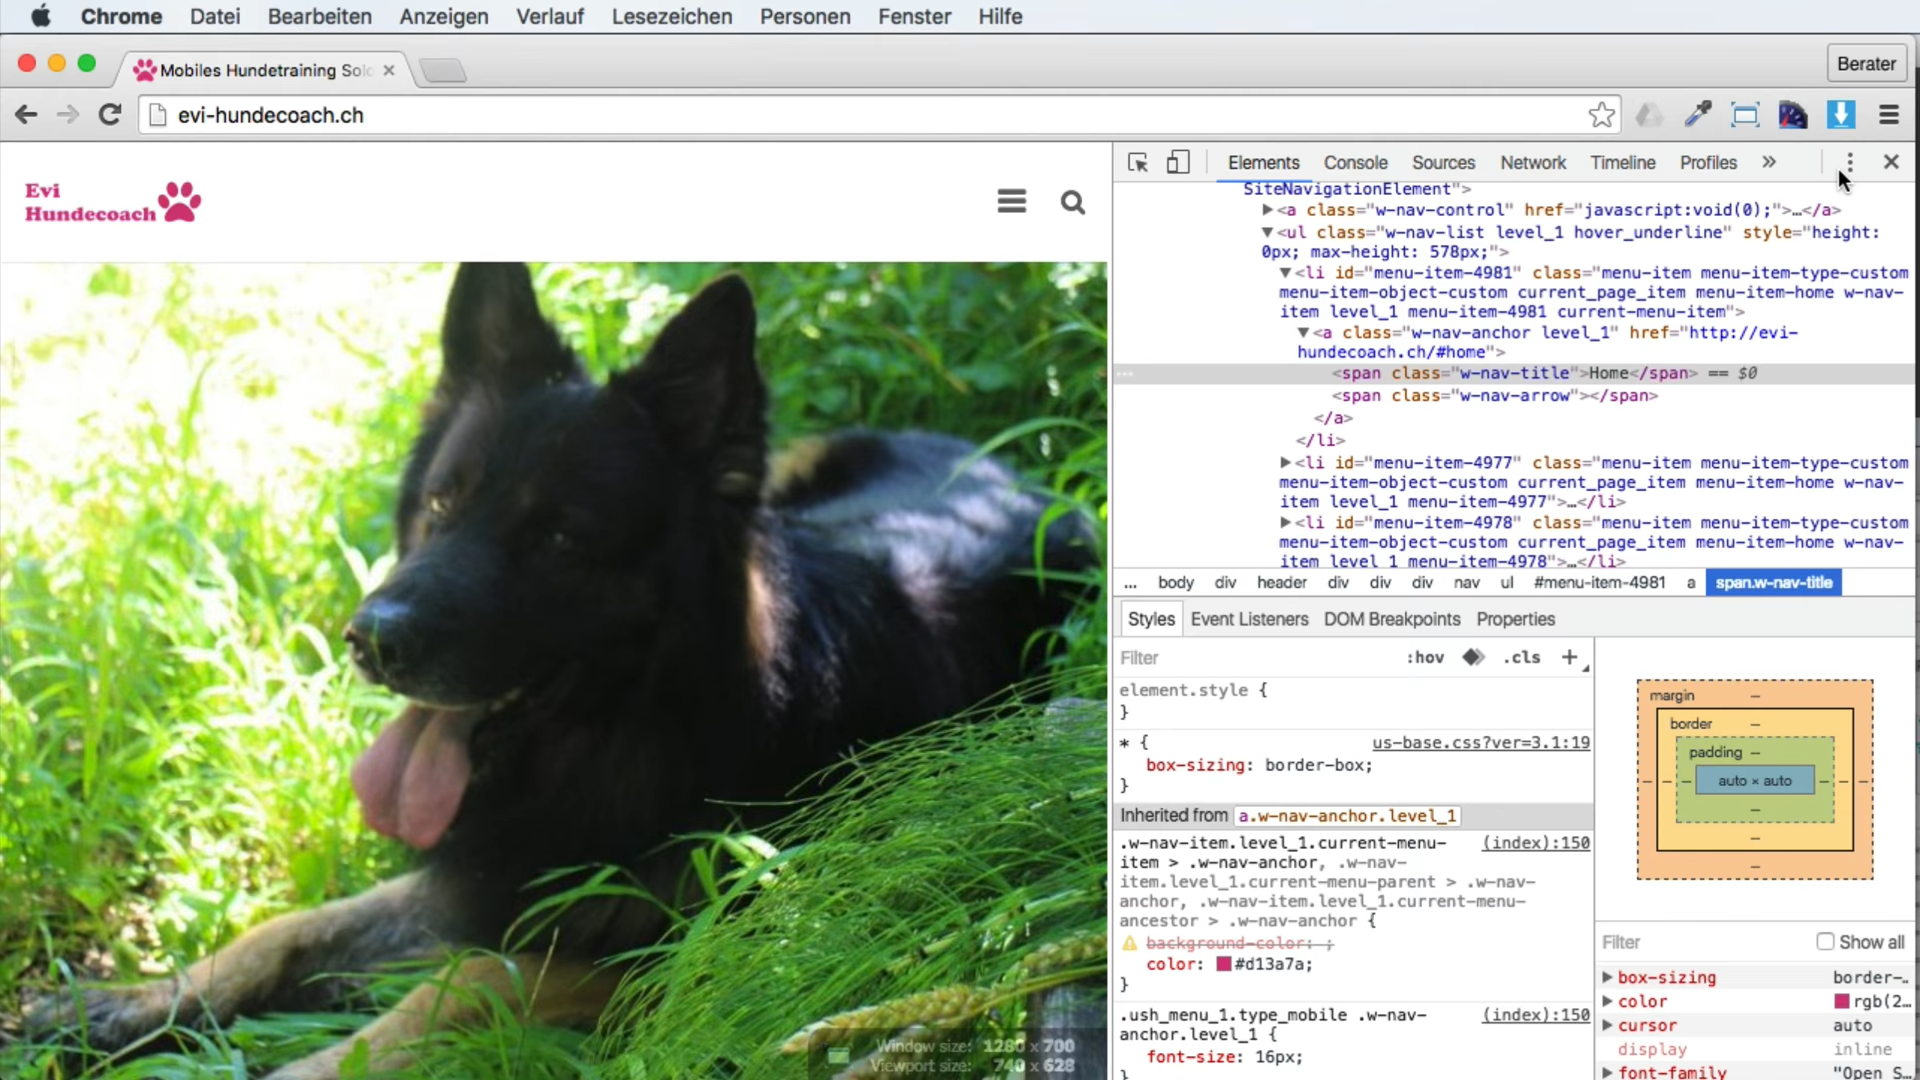 Chrome Datei Bearbeiten Anzeigen Verlauf Lesezeichen Personen Fenster Hilfe
Mobiles Hundetraining Solo
Berater
evi-hundecoach.ch
Evi
Hundecoach
Elements Console Sources Network Timeline Profiles »
SiteNavigationElement">
<a class="w-nav-control" href="javascript:void(0);">…</a>
<ul class="w-nav-list level_1 hover_underline" style="height:
0px; max-height: 578px;">
<li id="menu-item-4981" class="menu-item menu-item-type-custom
menu-item-object-custom current_page_item menu-item-home w-nav-
item level_1 menu-item-4981 current-menu-item">
<a class="w-nav-anchor level_1" href="http://evi-
hundecoach.ch/#home">
<span class="w-nav-title">Home</span> == $0
<span class="w-nav-arrow"></span>
</a>
</li>
<li id="menu-item-4977" class="menu-item menu-item-type-custom
menu-item-object-custom current_page_item menu-item-home w-nav-
item level_1 menu-item-4977">…</li>
<li id="menu-item-4978" class="menu-item menu-item-type-custom
menu-item-object-custom current_page_item menu-item-home w-nav-
item level_1 menu-item-4978">…</li>
... body div header div div div nav ul #menu-item-4981 a span.w-nav-title
Styles Event Listeners DOM Breakpoints Properties
Filter :hov .cls +
element.style {
}
* { us-base.css?ver=3.1:19
box-sizing: border-box;
}
Inherited from a.w-nav-anchor.level_1
.w-nav-item.level_1.current-menu- (index):150
item > .w-nav-anchor, .w-nav-
item.level_1.current-menu-parent > .w-nav-
anchor, .w-nav-item.level_1.current-menu-
ancestor > .w-nav-anchor {
background-color: ;
color: #d13a7a;
}
.ush_menu_1.type_mobile .w-nav- (index):150
anchor.level_1 {
font-size: 16px;
}
margin –
border –
padding –
auto × auto
Filter Show all
box-sizing border-…
color rgb(2…
cursor auto
display inline
font-family "Open S…
Window size: 1280 x 700
Viewport size: 740 x 628